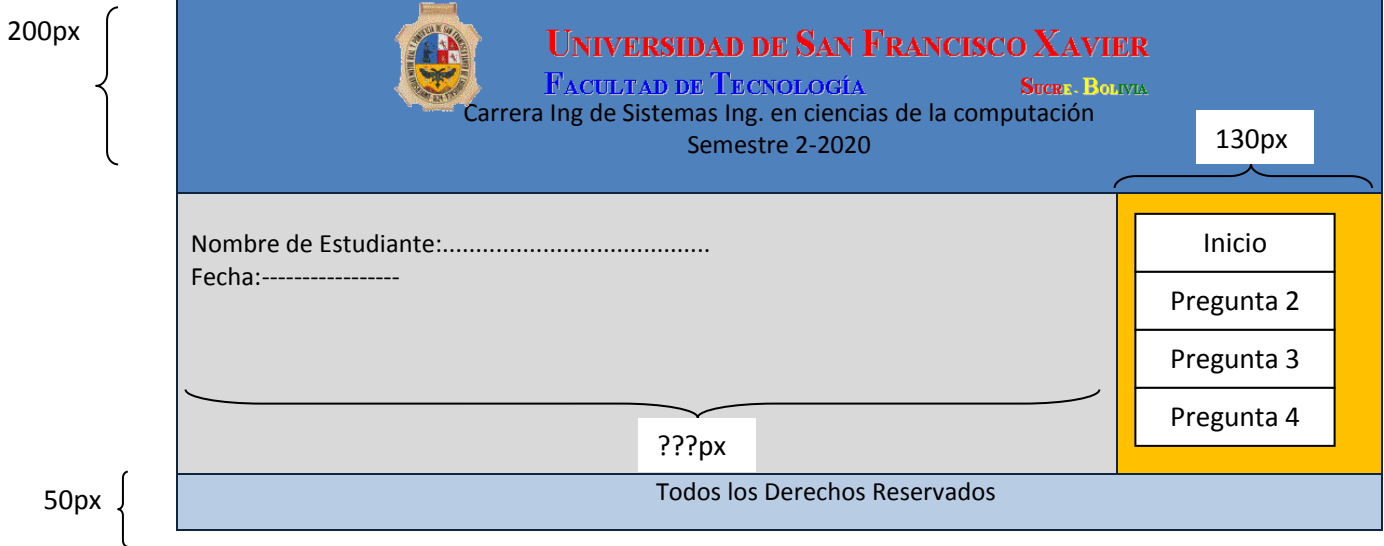 200px
UNIVERSIDAD DE SAN FRANCISCO XAVIER
FACULTAD DE TECNOLOGÍA
SUCRE - BOLIVIA
Carrera Ing de Sistemas Ing. en ciencias de la computación
Semestre 2-2020
130px
Nombre de Estudiante:........................................
Fecha:-----------------
Inicio
Pregunta 2
Pregunta 3
Pregunta 4
???px
50px
Todos los Derechos Reservados